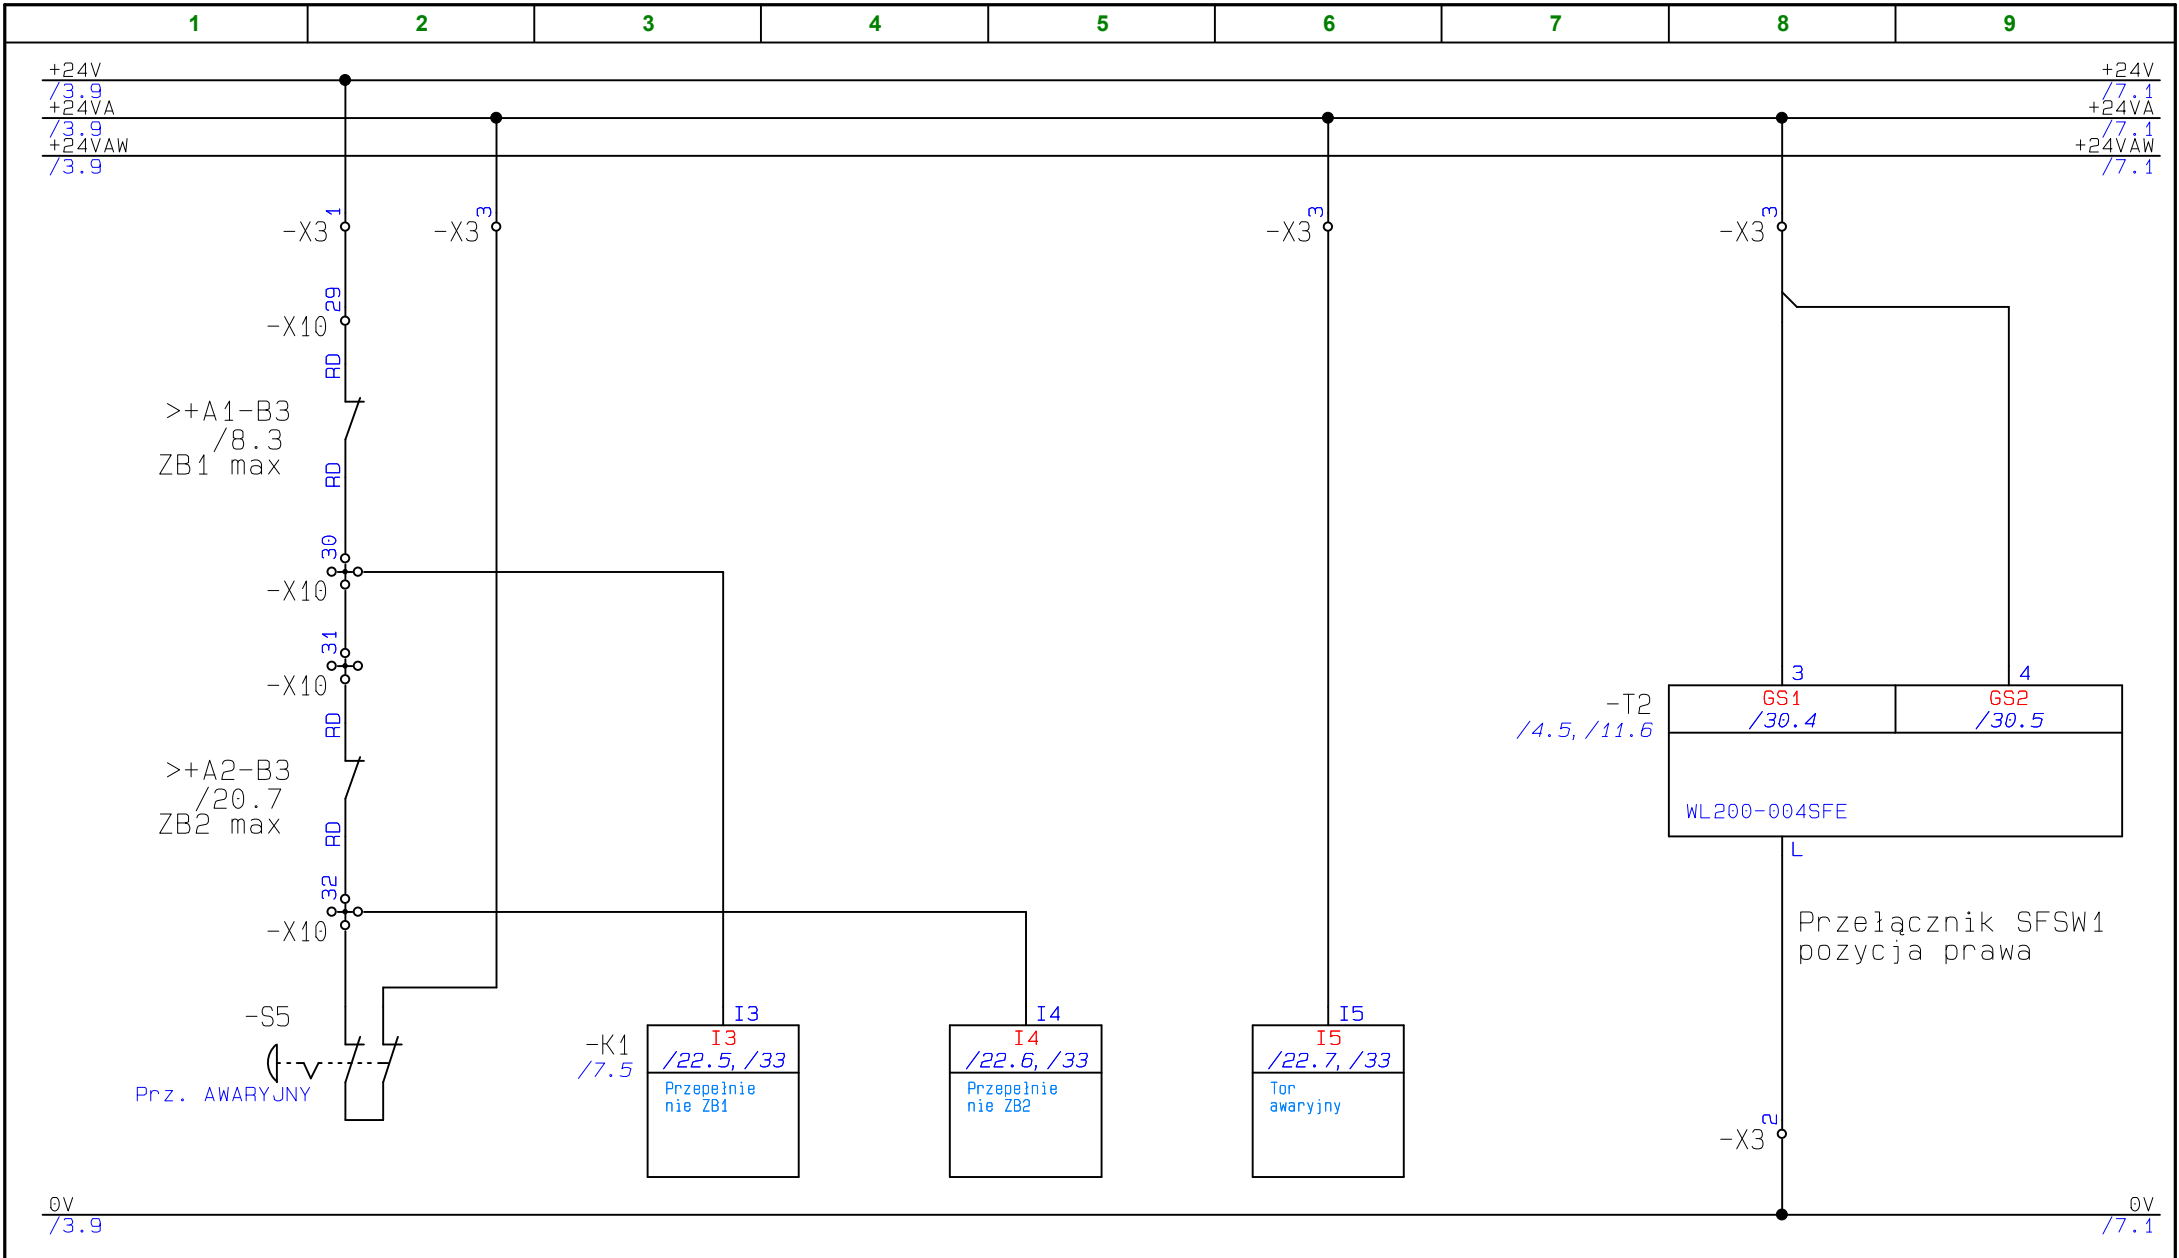 1 2 3 4 5 6 7 8 9
+24V +24V
/3.9 /7.1
+24VA +24VA
/3.9 /7.1
+24VAW +24VAW
/3.9 /7.1
-X3 1 -X3 3 -X3 3 -X3 3
-X10 29
RD
>+A1-B3
/8.3
ZB1 max
RD
30
-X10
31
-X10
RD
>+A2-B3
/20.7
ZB2 max
RD
32
-X10
-S5
Prz. AWARYJNY
-K1
/7.5
I3
I3
/22.5, /33
Przepełnie
nie ZB1
I4
I4
/22.6, /33
Przepełnie
nie ZB2
I5
I5
/22.7, /33
Tor
awaryjny
-T2
/4.5, /11.6
3 4
GS1 GS2
/30.4 /30.5
WL200-004SFE
L
Przełącznik SFSW1
pozycja prawa
-X3 2
0V 0V
/3.9 /7.1